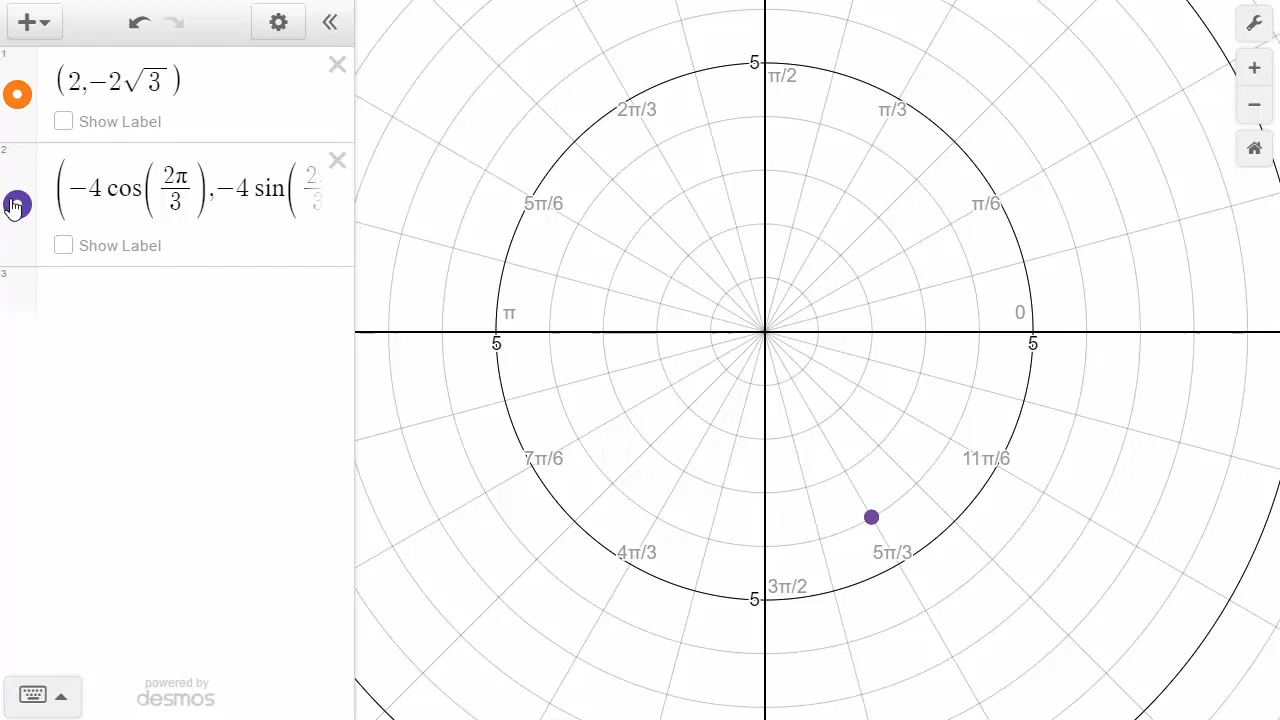 1
(2,−2√3)
Show Label
2
(−4 cos(2π/3),−4 sin(2
3
Show Label
3
5
π/2
2π/3
π/3
5π/6
π/6
π
0
5
5
7π/6
11π/6
4π/3
5π/3
5
3π/2
powered by
desmos